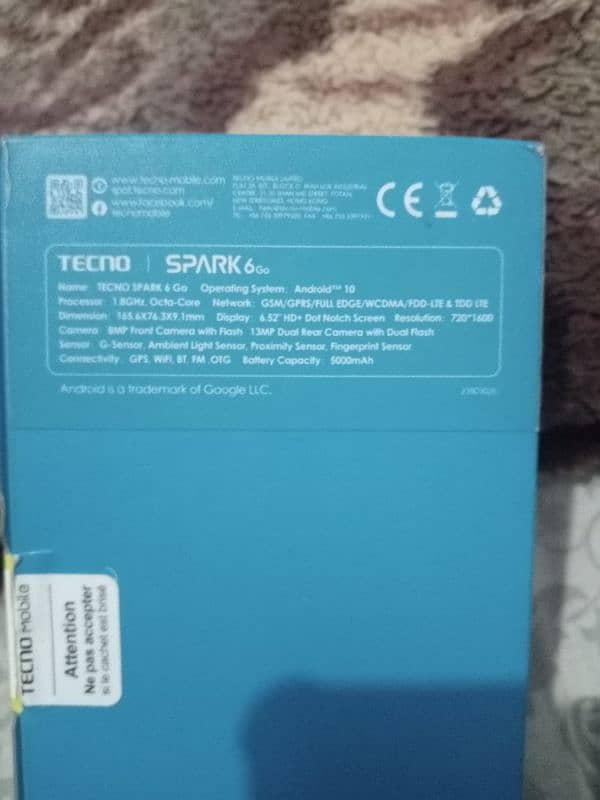 www.tecno-mobile.com
spot.tecno.com
www.facebook.com/
tecnomobile
TECNO MOBILE LIMITED
CE
TECNO | SPARK 6 Go
Name: TECNO SPARK 6 Go Operating System: Android™ 10
Processor: 1.8GHz, Octa-Core Network: GSM/GPRS/FULL EDGE/WCDMA/FDD-LTE & TDD LTE
Dimension: 165.6X76.3X9.1mm Display: 6.52" HD+ Dot Notch Screen Resolution: 720*1600
Camera: 8MP Front Camera with Flash 13MP Dual Rear Camera with Dual Flash
Sensor: G-Sensor, Ambient Light Sensor, Proximity Sensor, Fingerprint Sensor
Connectivity: GPS, WiFi, BT, FM ,OTG Battery Capacity: 5000mAh
Android is a trademark of Google LLC.
TECNO Mobile
Attention
Ne pas accepter
si le cachet est brisé